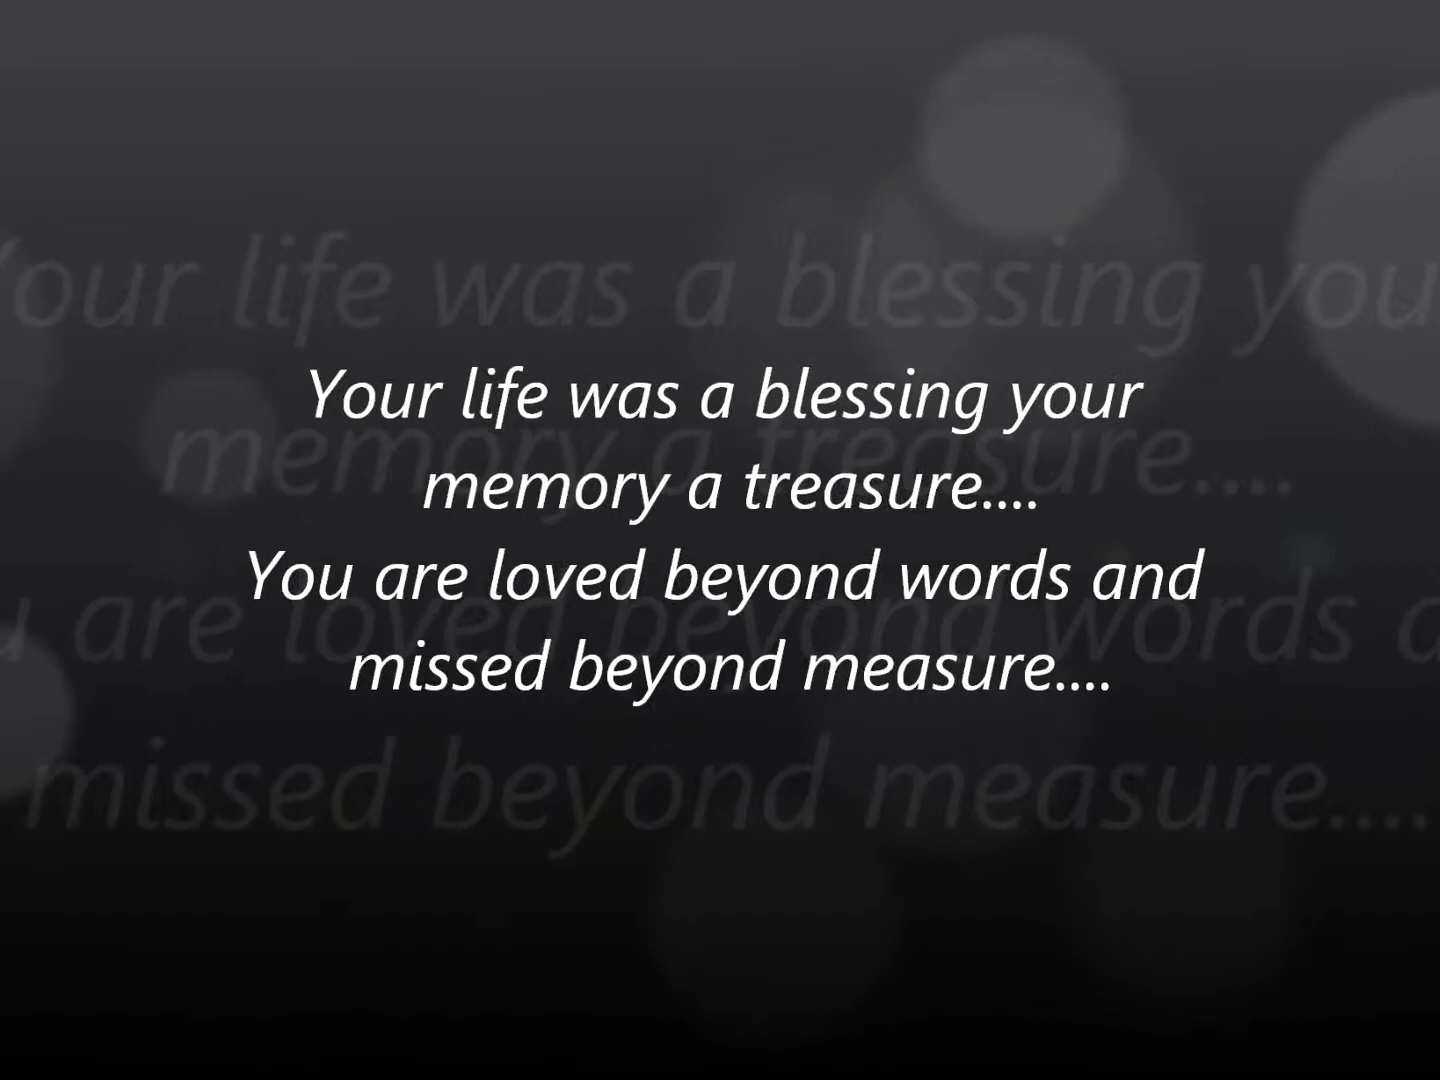 Your life was a blessing your
memory a treasure....
You are loved beyond words and
missed beyond measure....